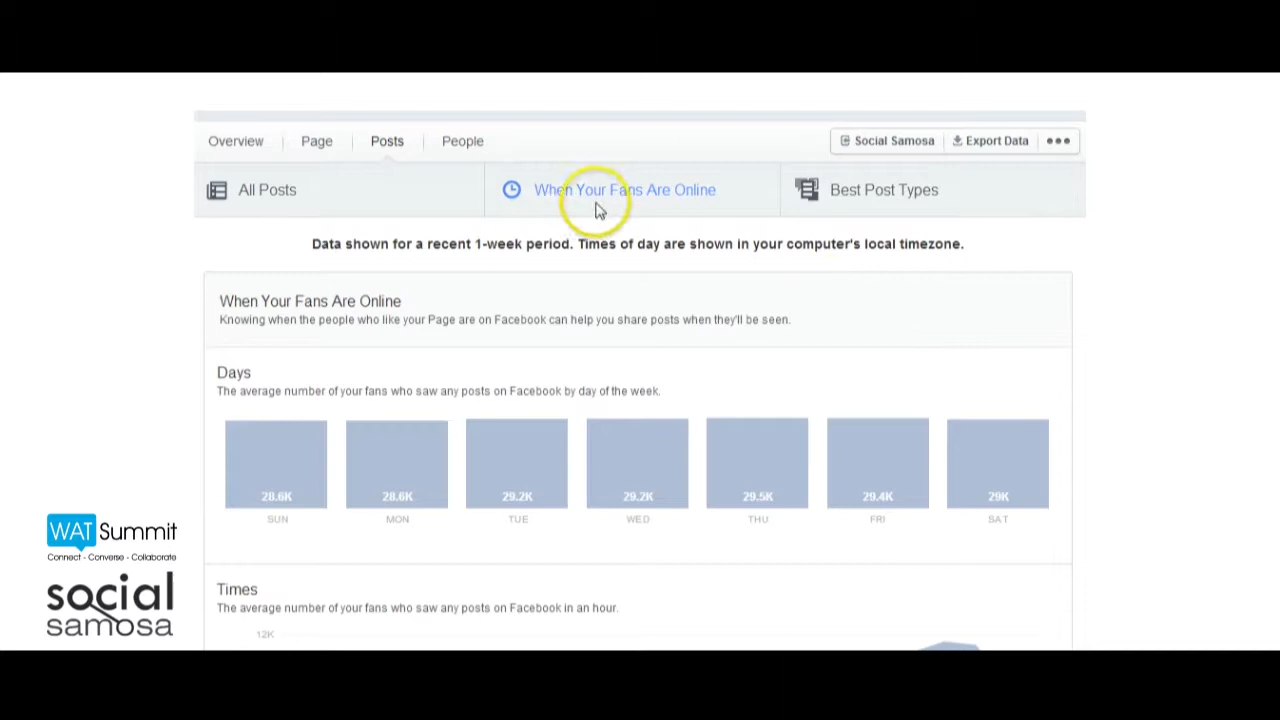 Overview Page Posts People Social Samosa Export Data
All Posts When Your Fans Are Online Best Post Types
Data shown for a recent 1-week period. Times of day are shown in your computer's local timezone.
When Your Fans Are Online
Knowing when the people who like your Page are on Facebook can help you share posts when they'll be seen.
Days
The average number of your fans who saw any posts on Facebook by day of the week.
28.6K 28.6K 29.2K 29.2K 29.5K 29.4K 29K
SUN MON TUE WED THU FRI SAT
Times
The average number of your fans who saw any posts on Facebook in an hour.
12K
WAT Summit
Connect - Converse - Collaborate
social
samosa